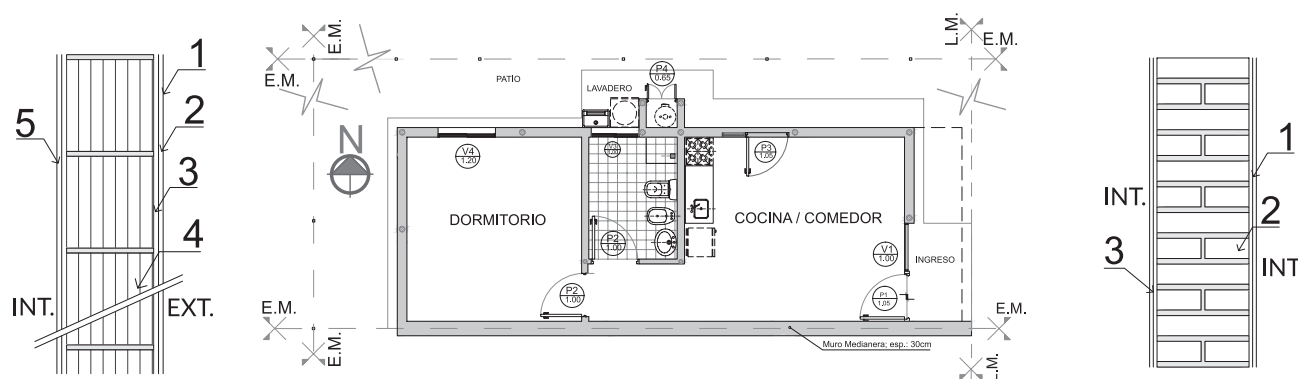 1
2
3
4
5
INT.
EXT.
E.M.
E.M.
E.M.
E.M.
N
PATIO
LAVADERO
P4
0.65
V4
1.20
P3
1.05
DORMITORIO
COCINA / COMEDOR
P2
1.00
V1
1.00
INGRESO
P2
1.00
P1
1,05
Muro Medianera; esp.: 30cm
L.M.
E.M.
E.M.
L.M.
1
INT.
2
3
INT